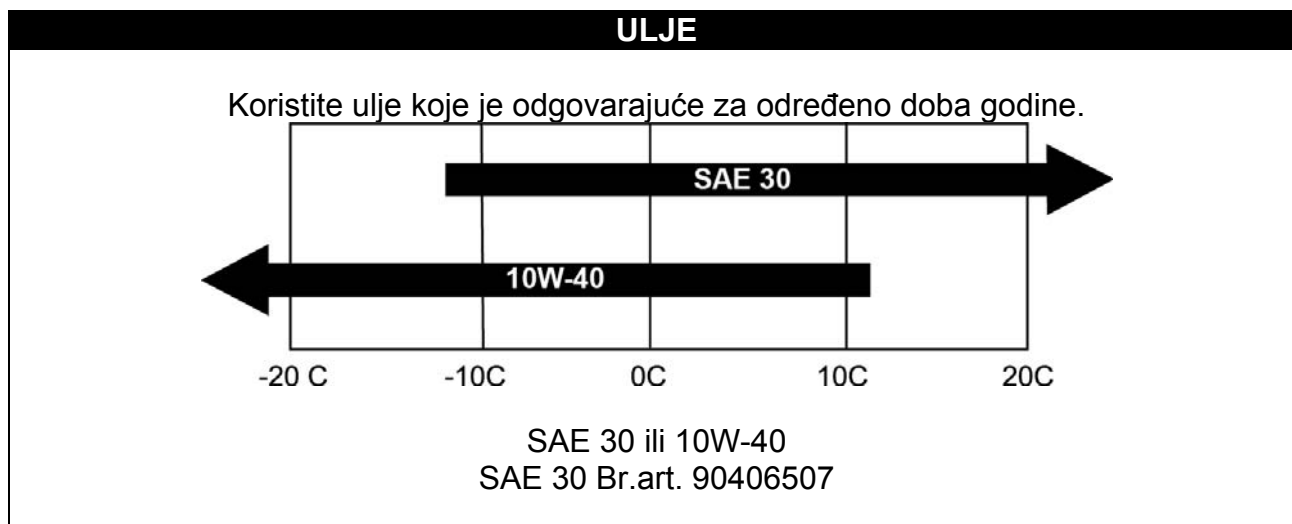 ULJE
Koristite ulje koje je odgovarajuće za određeno doba godine.
SAE 30
10W-40
-20 C -10C 0C 10C 20C
SAE 30 ili 10W-40
SAE 30 Br.art. 90406507